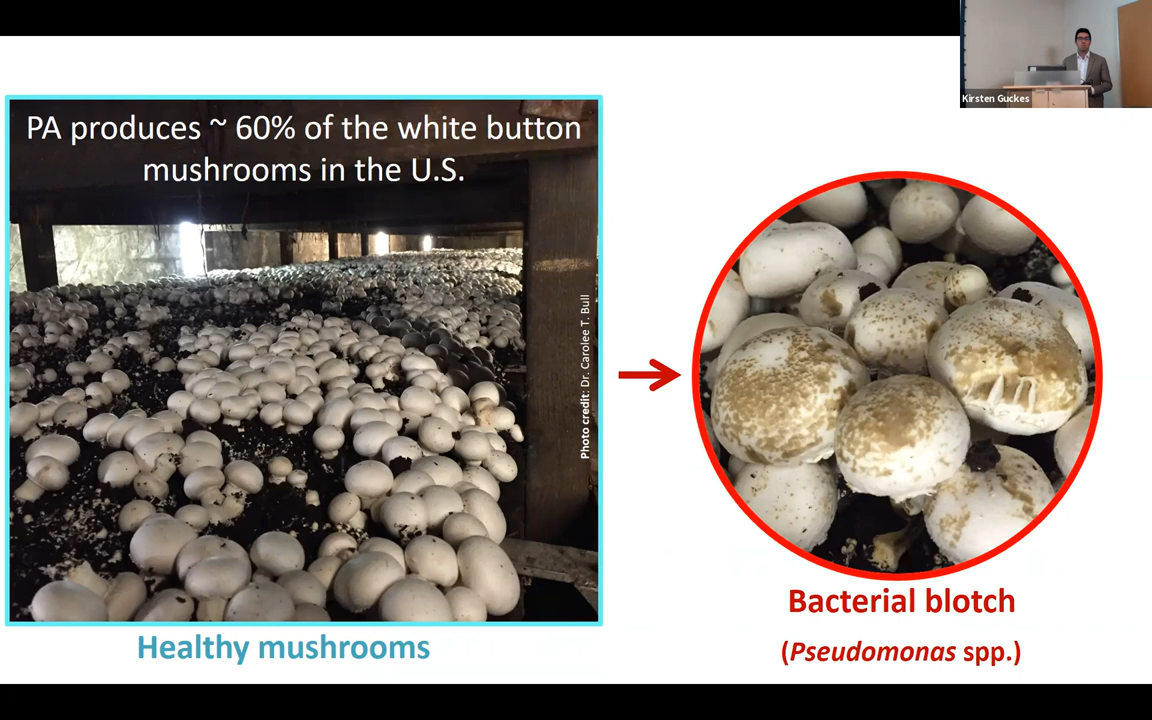 Kirsten Guckes
PA produces ~ 60% of the white button
mushrooms in the U.S.
Photo credit: Dr. Carolee T. Bull
Healthy mushrooms
Bacterial blotch
(Pseudomonas spp.)